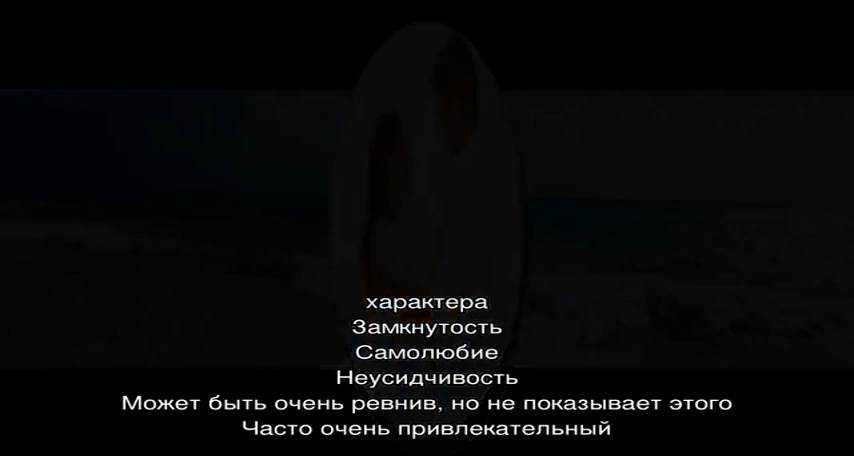 характера
Замкнутость
Самолюбие
Неусидчивость
Может быть очень ревнив, но не показывает этого
Часто очень привлекательный